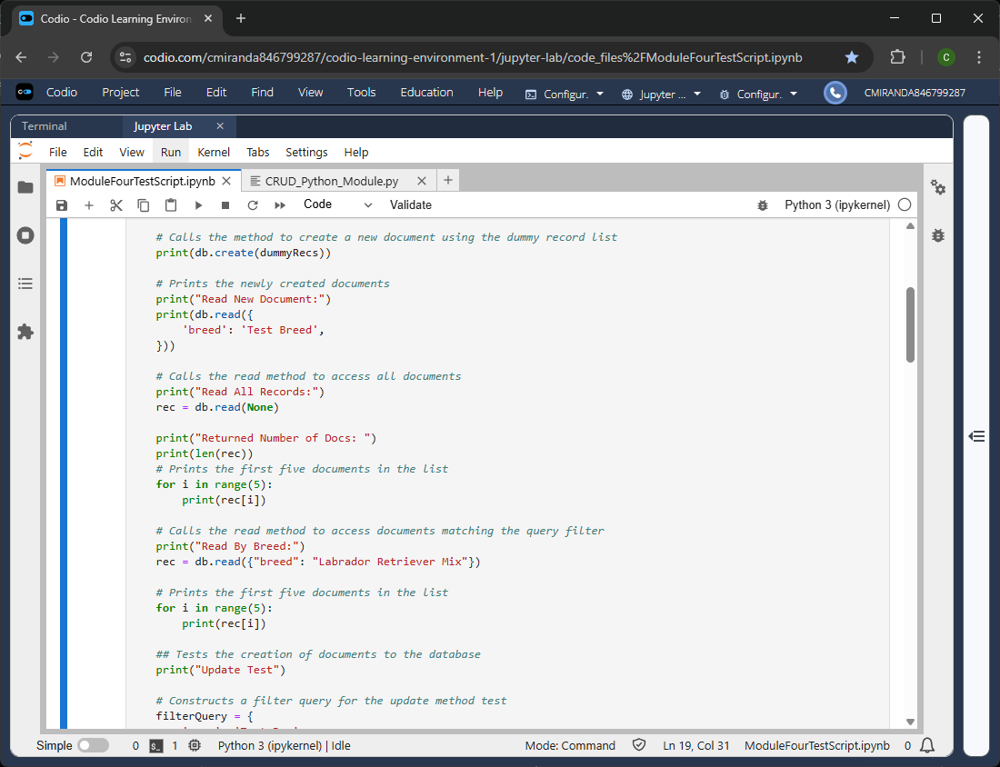 Codio - Codio Learning Environ
codio.com/cmiranda846799287/codio-learning-environment-1/jupyter-lab/code_files%2FModuleFourTestScript.ipynb
C
Codio Project File Edit Find View Tools Education Help Configur. Jupyter ... Configur. CMIRANDA846799287
Terminal Jupyter Lab
File Edit View Run Kernel Tabs Settings Help
ModuleFourTestScript.ipynb CRUD_Python_Module.py
Code Validate Python 3 (ipykernel)
# Calls the method to create a new document using the dummy record list
print(db.create(dummyRecs))
# Prints the newly created documents
print("Read New Document:")
print(db.read({
'breed': 'Test Breed',
}))
# Calls the read method to access all documents
print("Read All Records:")
rec = db.read(None)
print("Returned Number of Docs: ")
print(len(rec))
# Prints the first five documents in the list
for i in range(5):
print(rec[i])
# Calls the read method to access documents matching the query filter
print("Read By Breed:")
rec = db.read({"breed": "Labrador Retriever Mix"})
# Prints the first five documents in the list
for i in range(5):
print(rec[i])
## Tests the creation of documents to the database
print("Update Test")
# Constructs a filter query for the update method test
filterQuery = {
Simple 0 1 Python 3 (ipykernel) | Idle Mode: Command Ln 19, Col 31 ModuleFourTestScript.ipynb 0